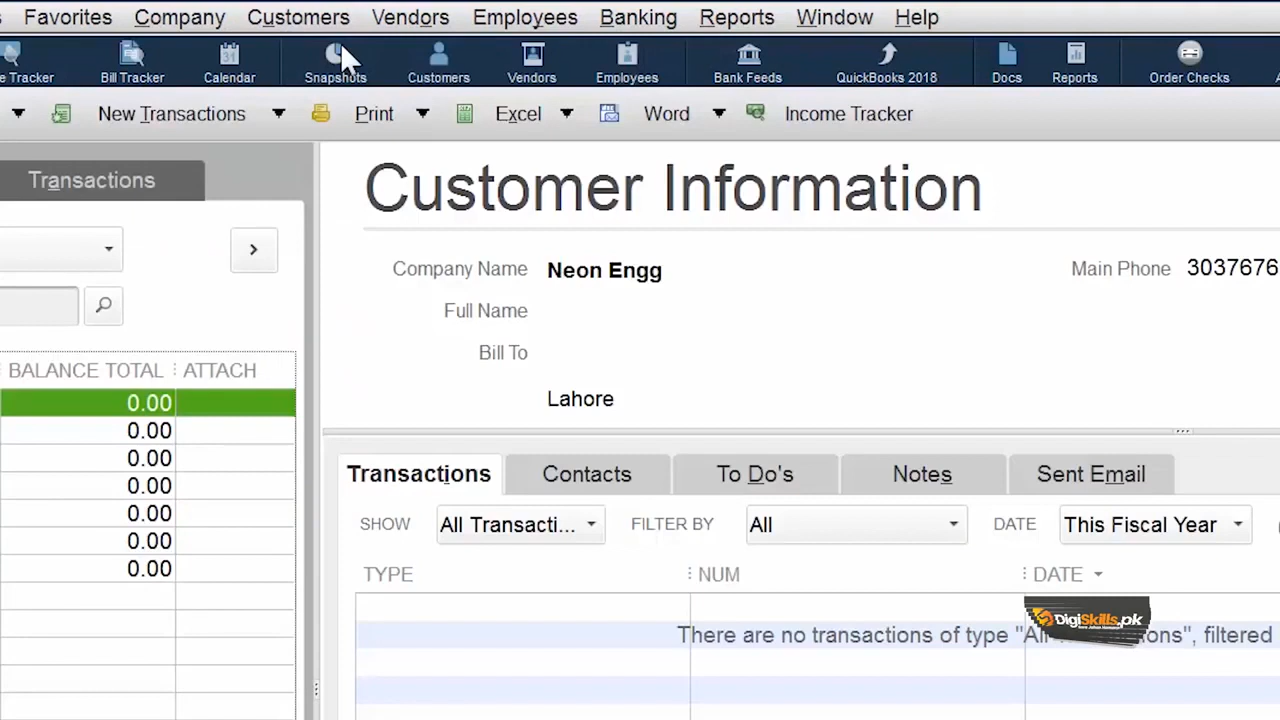 Favorites Company Customers Vendors Employees Banking Reports Window Help
e Tracker Bill Tracker Calendar Snapshots Customers Vendors Employees Bank Feeds QuickBooks 2018 Docs Reports Order Checks
New Transactions Print Excel Word Income Tracker
Transactions
Customer Information
Company Name Neon Engg Main Phone 3037676
Full Name
Bill To
Lahore
BALANCE TOTAL ATTACH
0.00
0.00
0.00
0.00
0.00
0.00
0.00
Transactions Contacts To Do's Notes Sent Email
SHOW All Transacti... FILTER BY All DATE This Fiscal Year
TYPE NUM DATE
There are no transactions of type "All ions", filtered
DigiSkills.pk